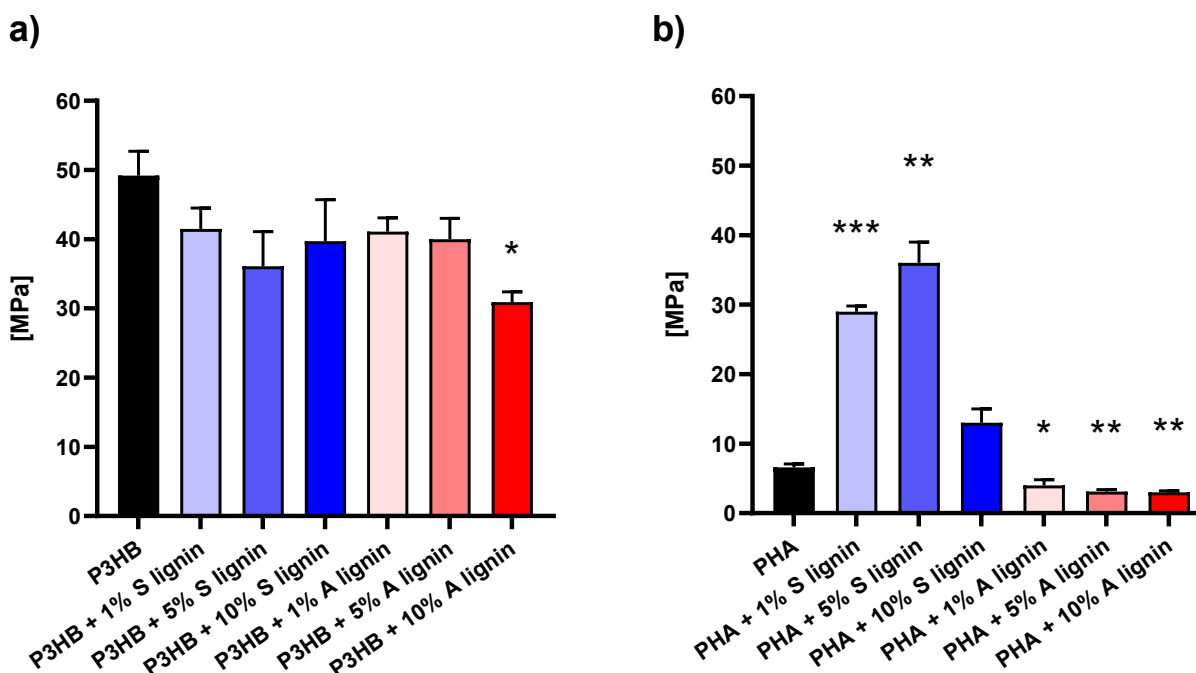 a)
[MPa]
60
50
40
30
20
10
0
*
P3HB
P3HB + 1% S lignin
P3HB + 5% S lignin
P3HB + 10% S lignin
P3HB + 1% A lignin
P3HB + 5% A lignin
P3HB + 10% A lignin
b)
[MPa]
60
50
40
30
20
10
0
***
**
*
**
**
PHA
PHA + 1% S lignin
PHA + 5% S lignin
PHA + 10% S lignin
PHA + 1% A lignin
PHA + 5% A lignin
PHA + 10% A lignin